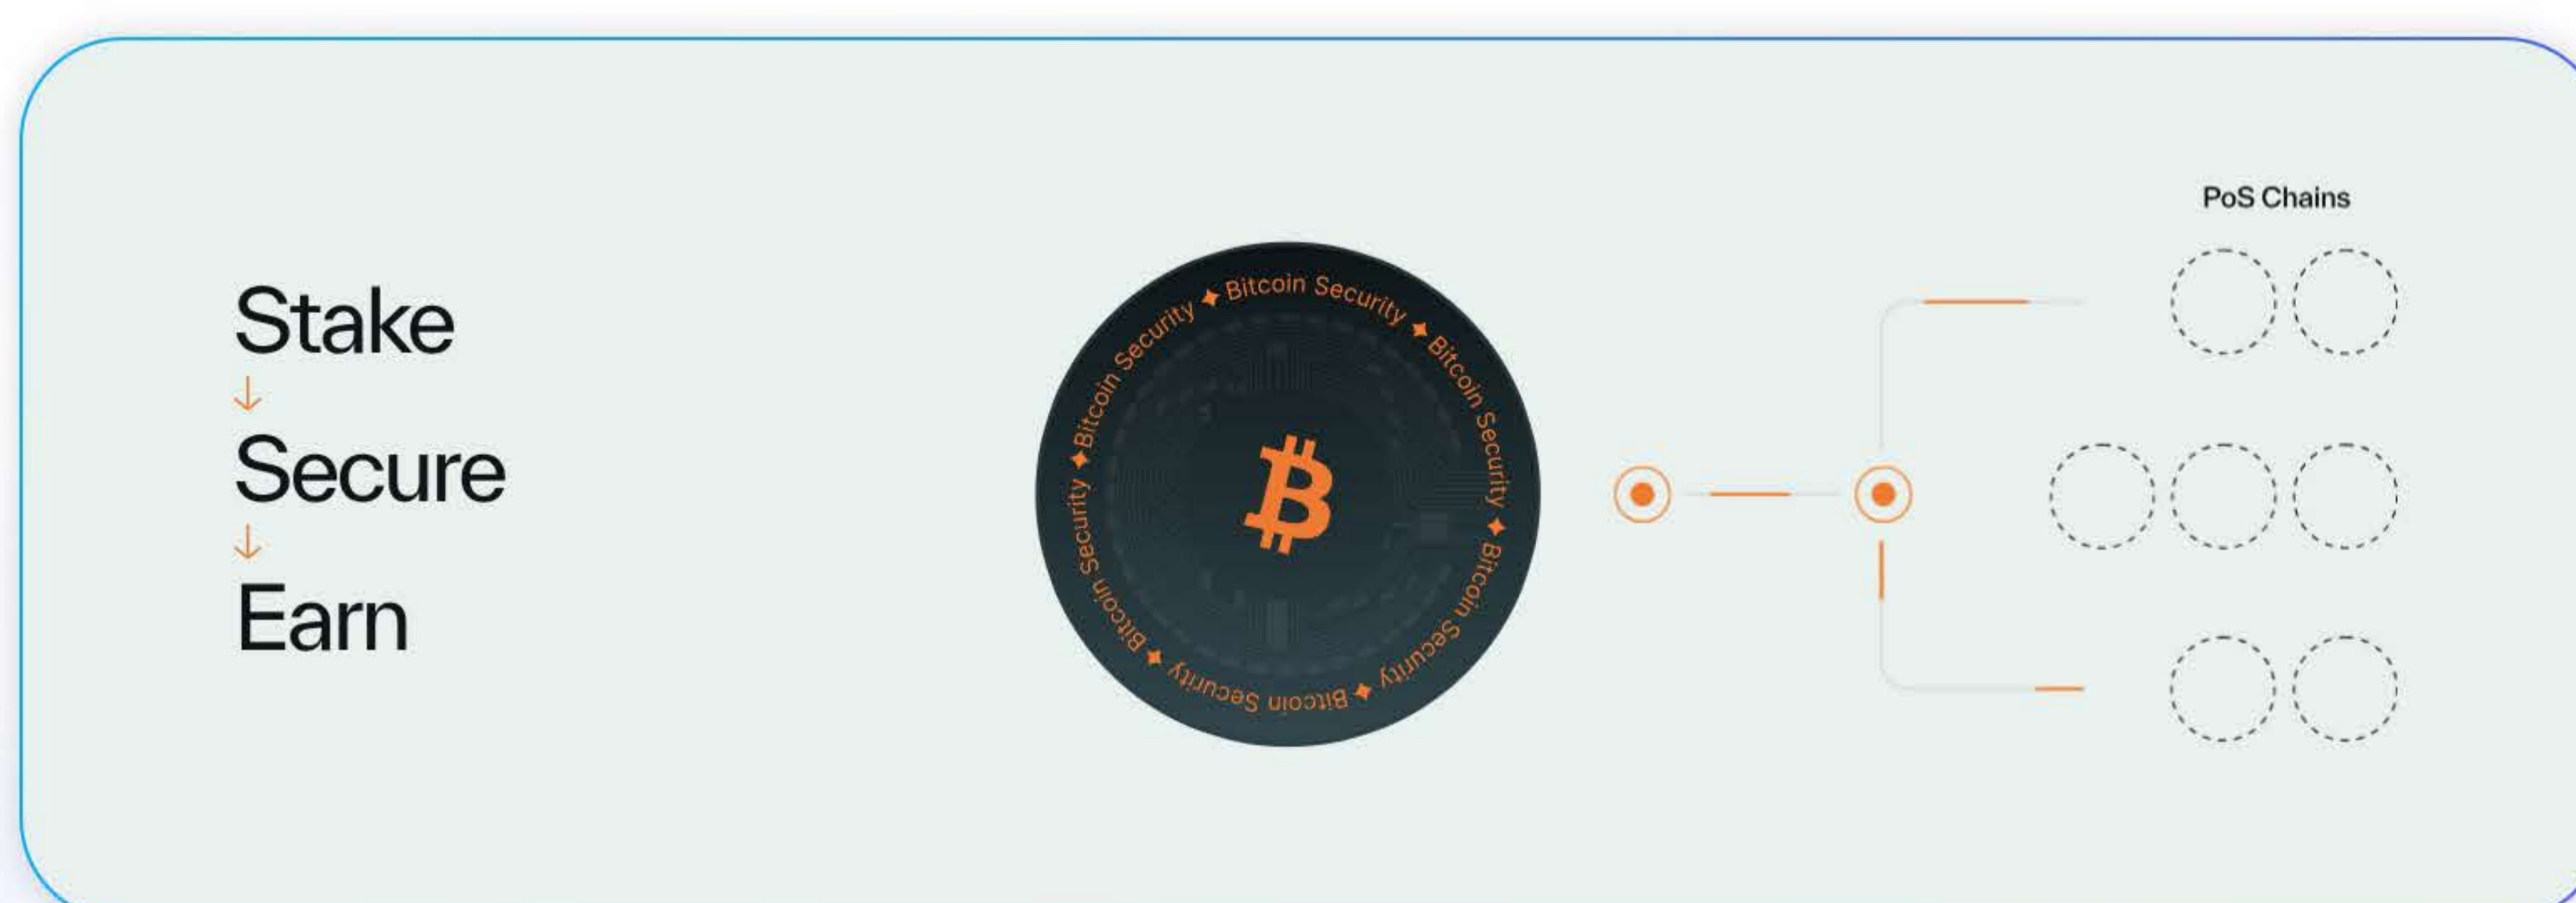 Stake
Secure
Earn
Bitcoin Security ✦ Bitcoin Security ✦ Bitcoin Security ✦ Bitcoin Security ✦ Bitcoin Security ✦ Bitcoin Security ✦
PoS Chains